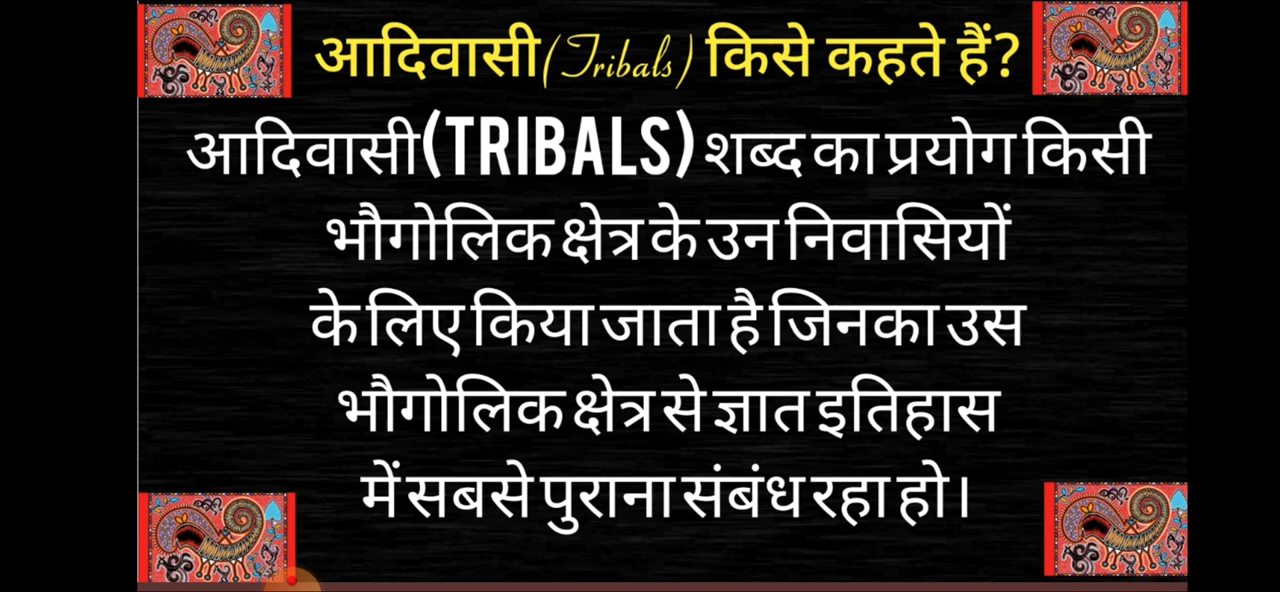 आदिवासी(Tribals) किसे कहते हैं?
आदिवासी(TRIBALS) शब्द का प्रयोग किसी
भौगोलिक क्षेत्र के उन निवासियों
के लिए किया जाता है जिनका उस
भौगोलिक क्षेत्र से ज्ञात इतिहास
में सबसे पुराना संबंध रहा हो।